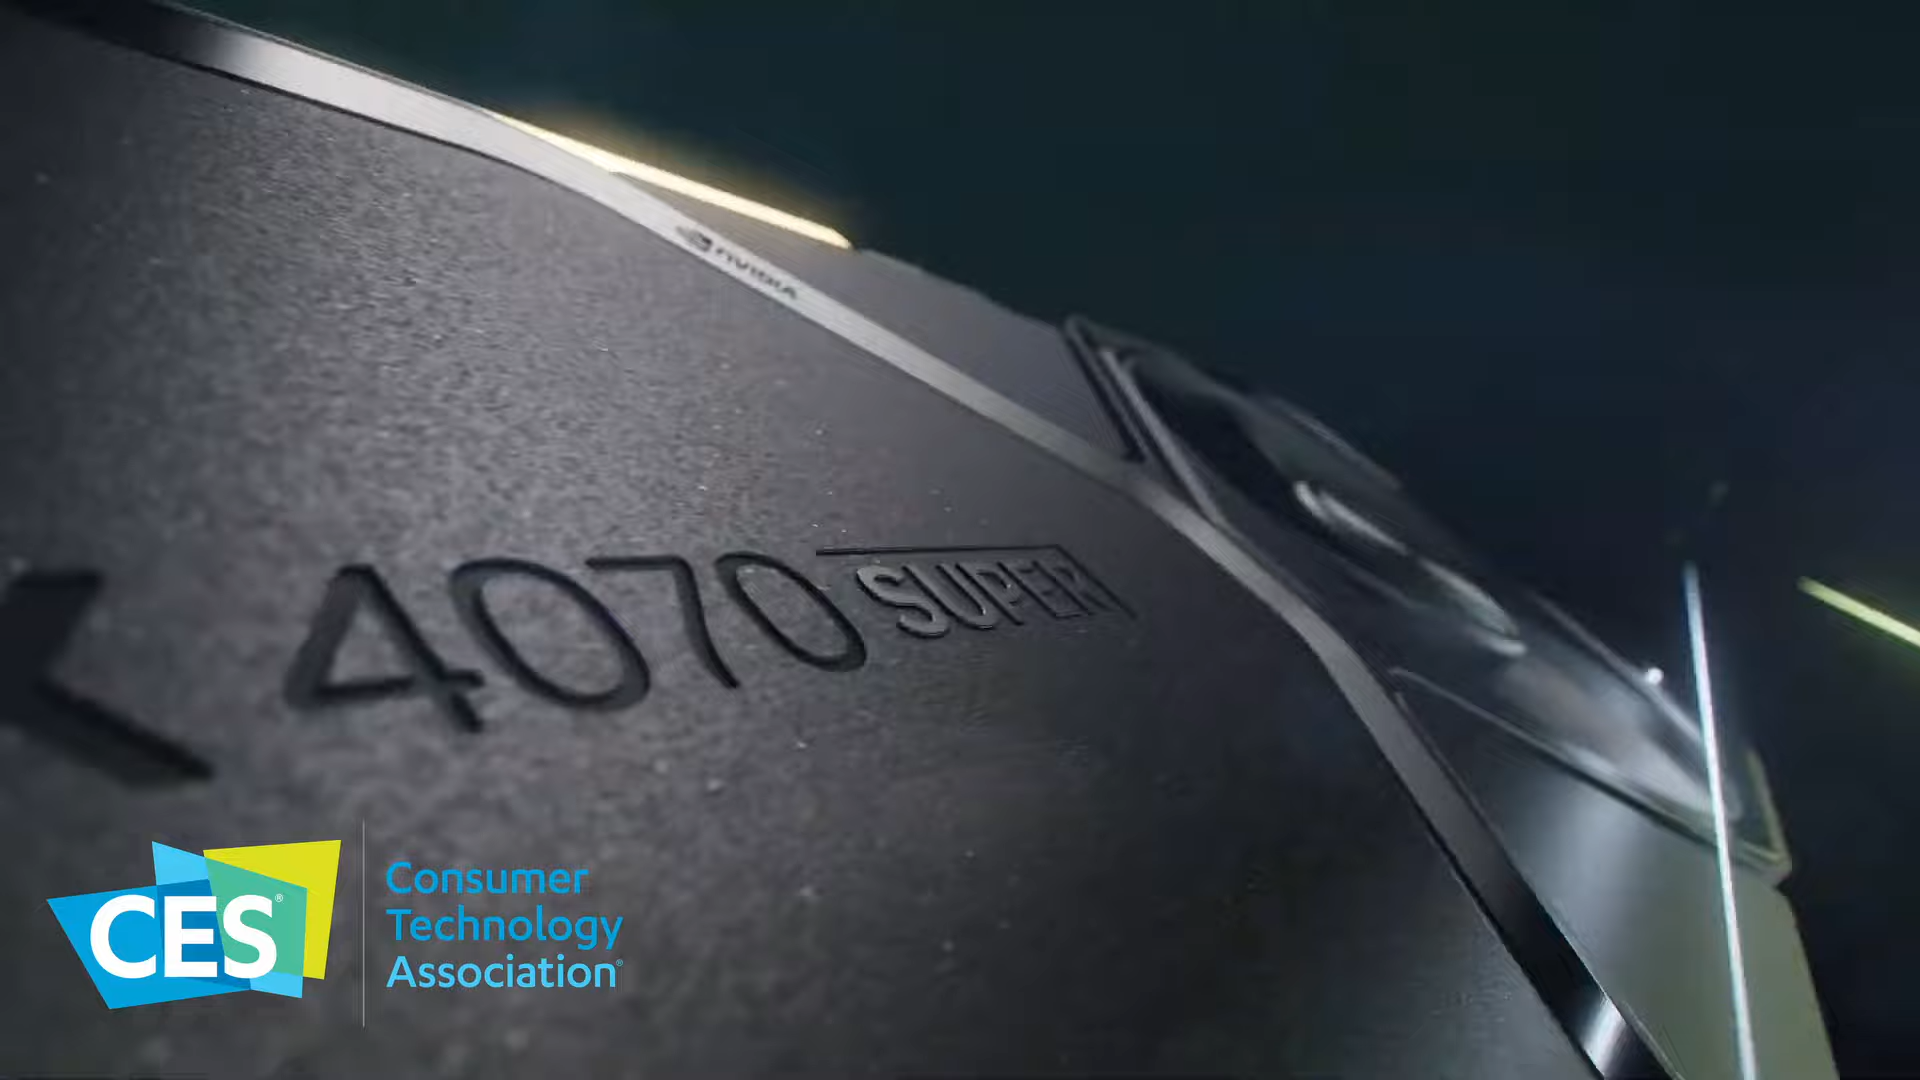 NVIDIA
4070 SUPER
CES®
Consumer
Technology
Association®